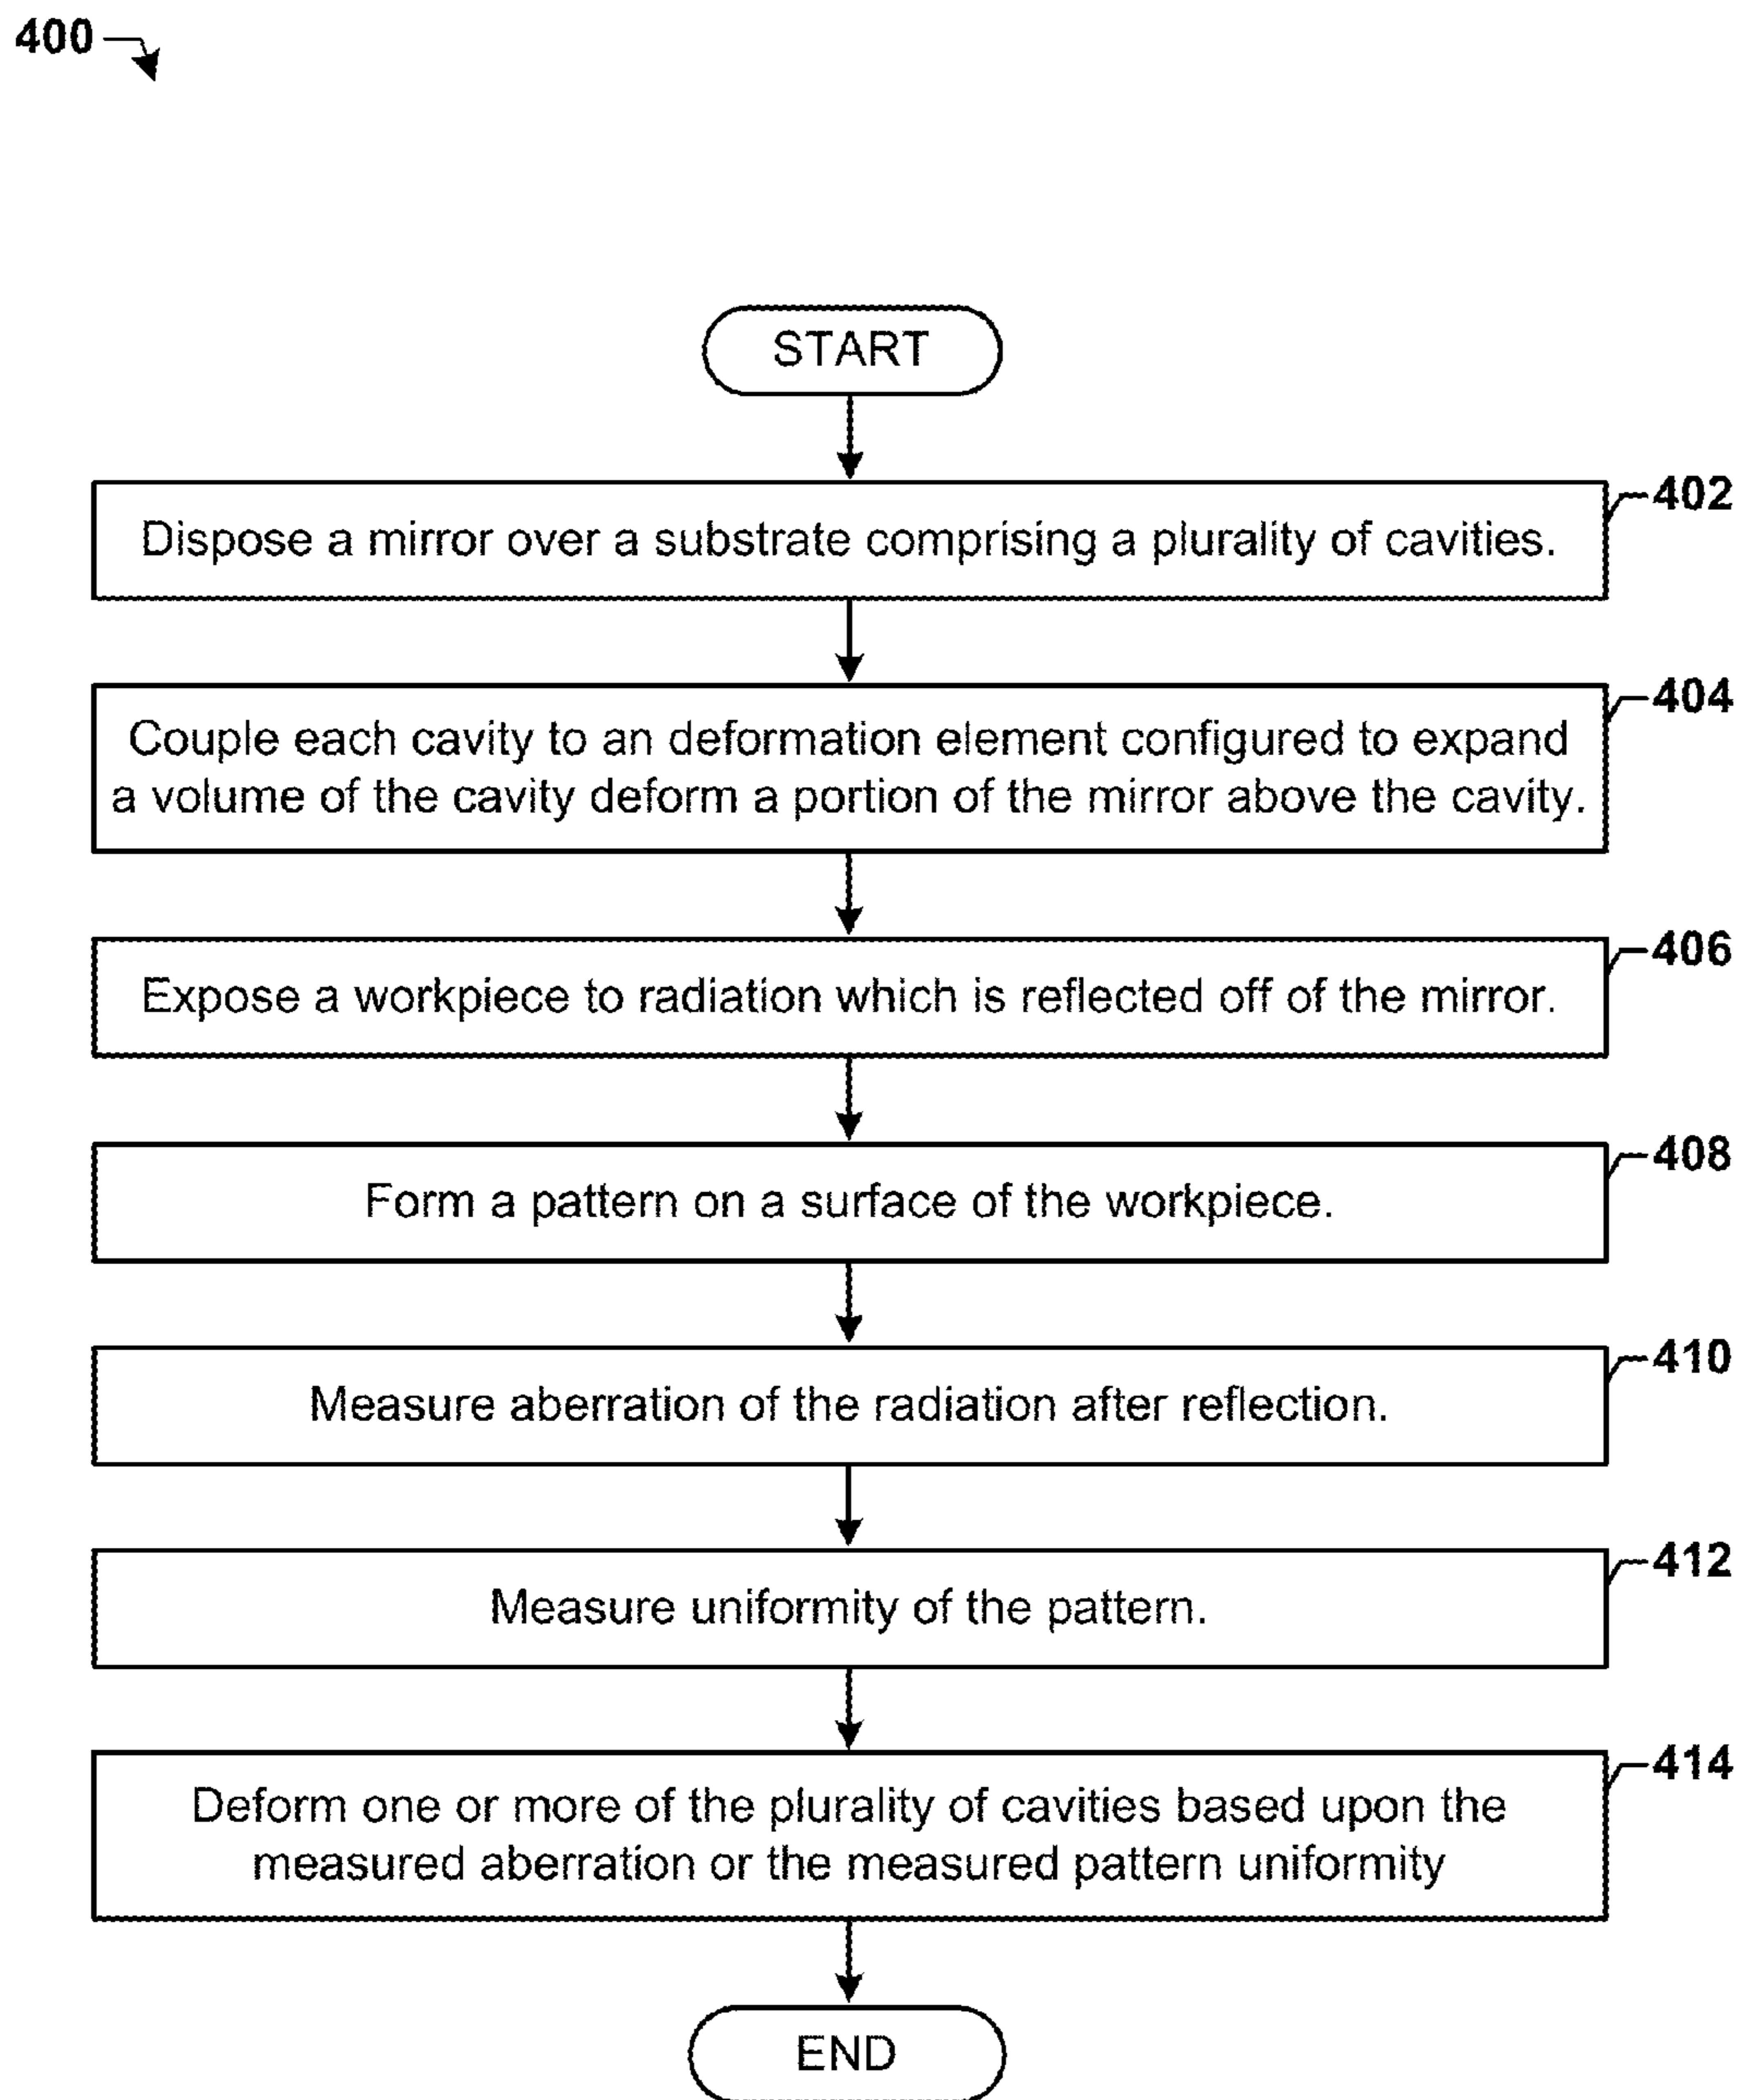 400
START
402
Dispose a mirror over a substrate comprising a plurality of cavities.
404
Couple each cavity to an deformation element configured to expand
a volume of the cavity deform a portion of the mirror above the cavity.
406
Expose a workpiece to radiation which is reflected off of the mirror.
408
Form a pattern on a surface of the workpiece.
410
Measure aberration of the radiation after reflection.
412
Measure uniformity of the pattern.
414
Deform one or more of the plurality of cavities based upon the
measured aberration or the measured pattern uniformity
END